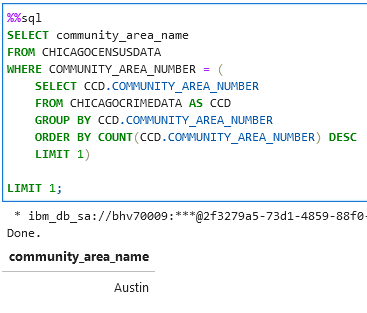 %%sql
SELECT community_area_name
FROM CHICAGOCENSUSDATA
WHERE COMMUNITY_AREA_NUMBER = (
    SELECT CCD.COMMUNITY_AREA_NUMBER
    FROM CHICAGOCRIMEDATA AS CCD
    GROUP BY CCD.COMMUNITY_AREA_NUMBER
    ORDER BY COUNT(CCD.COMMUNITY_AREA_NUMBER) DESC
    LIMIT 1)
LIMIT 1;
* ibm_db_sa://bhv70009:***@2f3279a5-73d1-4859-88f0-
Done.
community_area_name
Austin